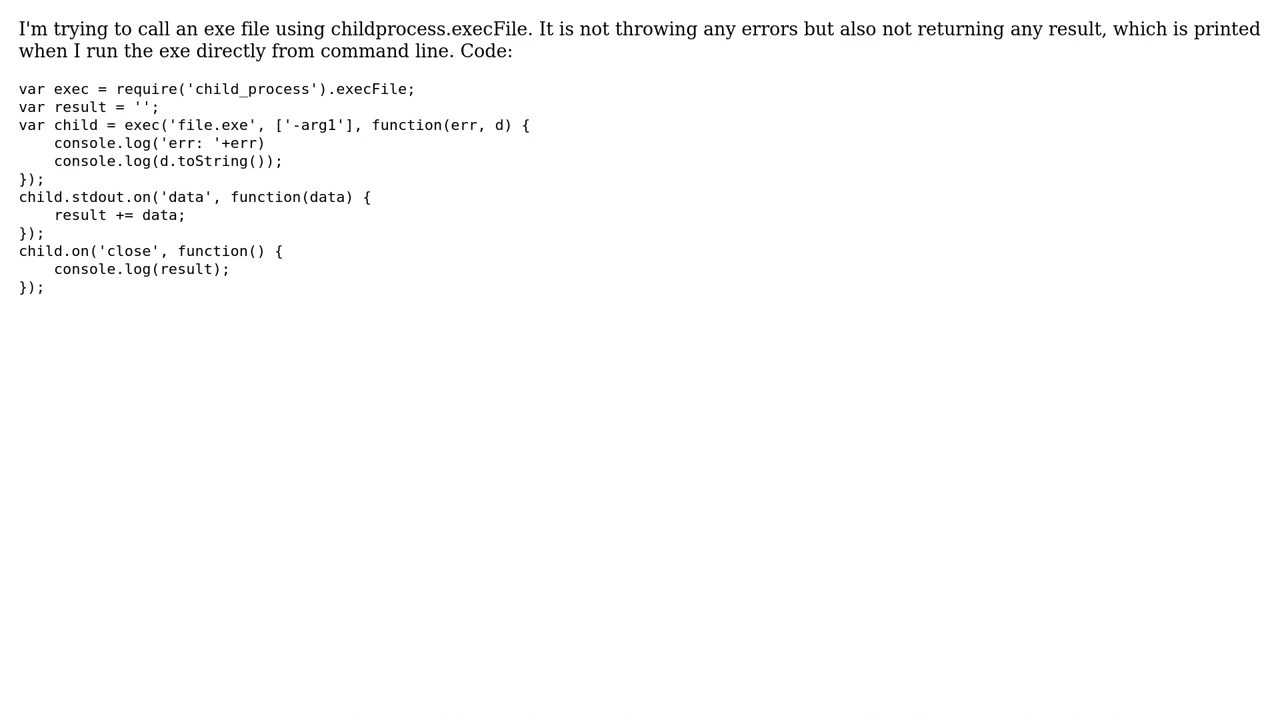 I'm trying to call an exe file using childprocess.execFile. It is not throwing any errors but also not returning any result, which is printed
when I run the exe directly from command line. Code:
var exec = require('child_process').execFile;
var result = '';
var child = exec('file.exe', ['-arg1'], function(err, d) {
    console.log('err: '+err)
    console.log(d.toString());
});
child.stdout.on('data', function(data) {
    result += data;
});
child.on('close', function() {
    console.log(result);
});